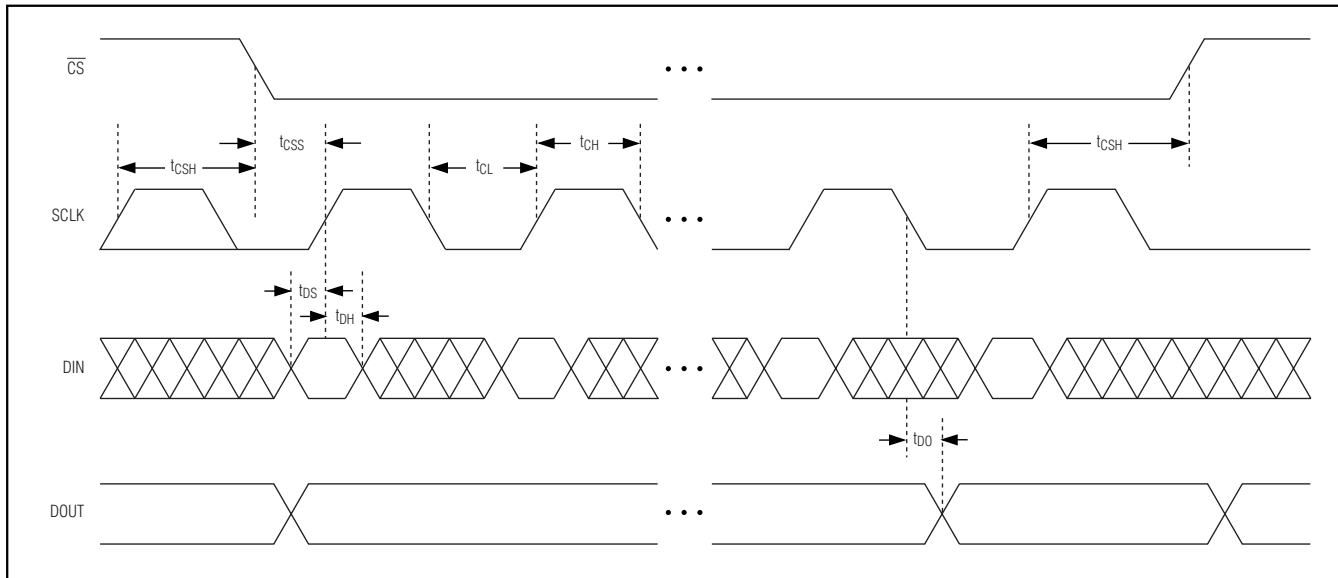 CS
tCSH
tCSS
tCL
tCH
tCSH
SCLK
tDS
tDH
DIN
tDO
DOUT